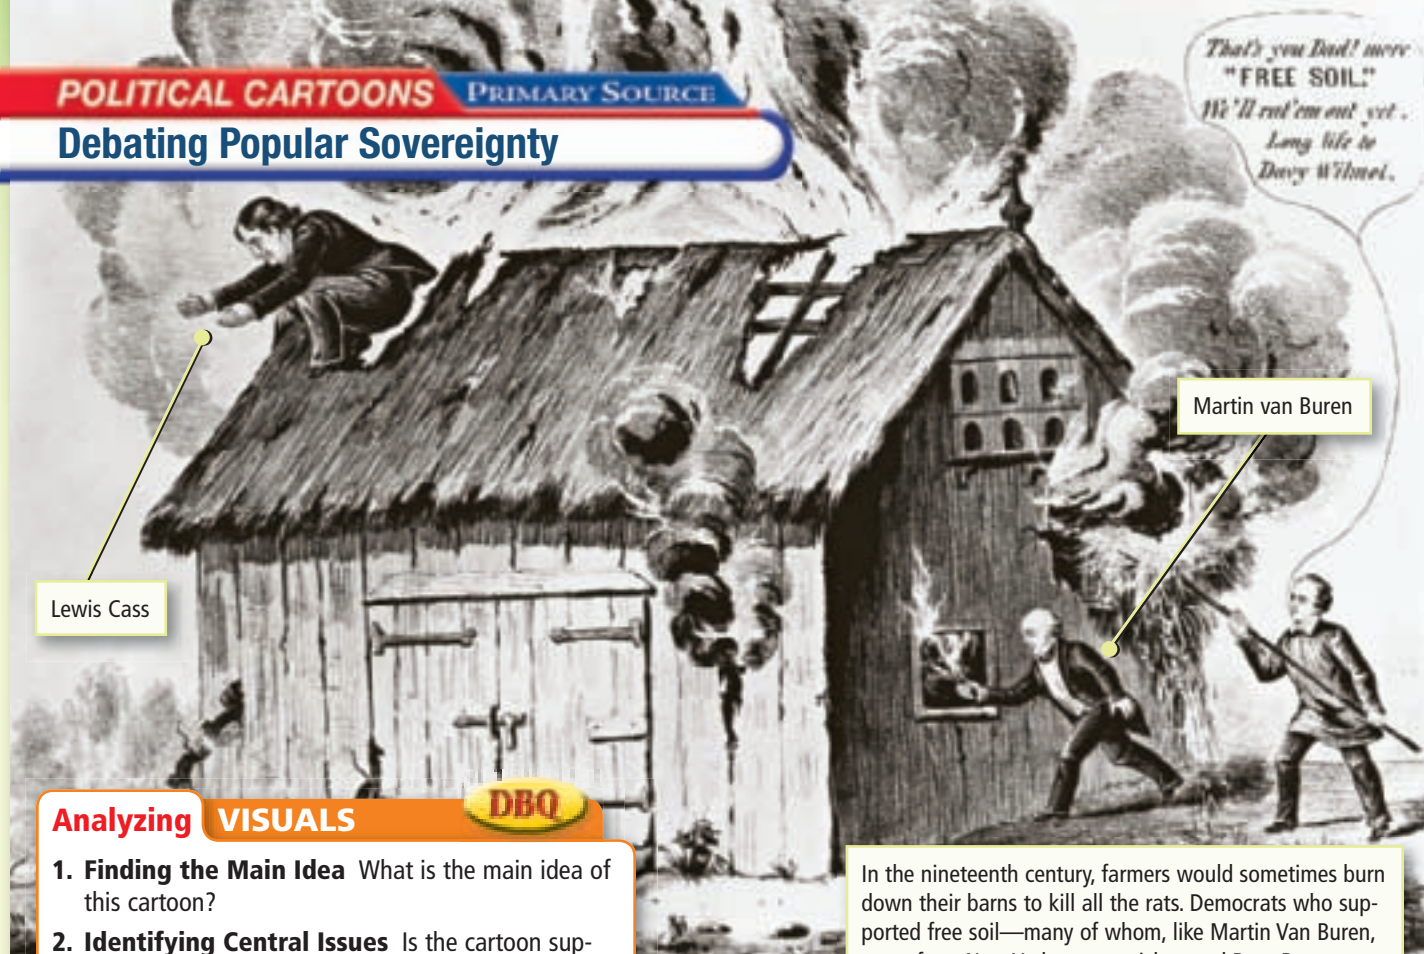 POLITICAL CARTOONS PRIMARY SOURCE
Debating Popular Sovereignty
That's you Dad! more
"FREE SOIL."
We'll rat'em out yet.
Long life to
Davy Wilmot.
Martin van Buren
Lewis Cass
Analyzing VISUALS
DBQ
1. Finding the Main Idea What is the main idea of
this cartoon?
2. Identifying Central Issues Is the cartoon sup-
In the nineteenth century, farmers would sometimes burn
down their barns to kill all the rats. Democrats who sup-
ported free soil—many of whom, like Martin Van Buren,